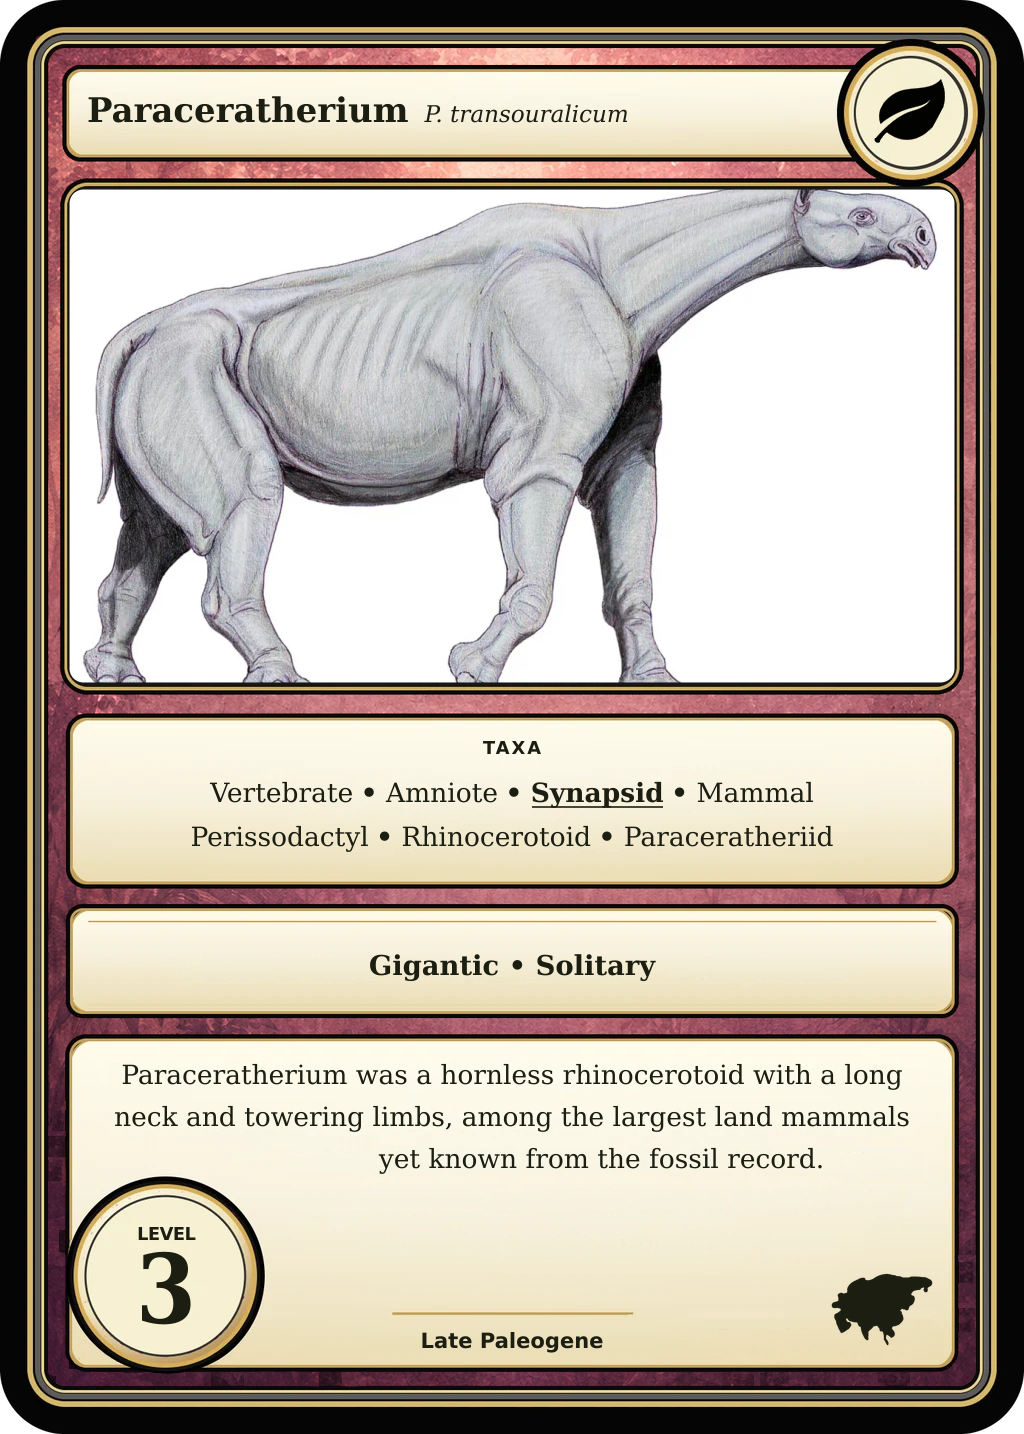 Paraceratherium P. transouralicum
TAXA
Vertebrate • Amniote • Synapsid • Mammal
Perissodactyl • Rhinocerotoid • Paraceratheriid
Gigantic • Solitary
Paraceratherium was a hornless rhinocerotoid with a long
neck and towering limbs, among the largest land mammals
yet known from the fossil record.
LEVEL
3
Late Paleogene